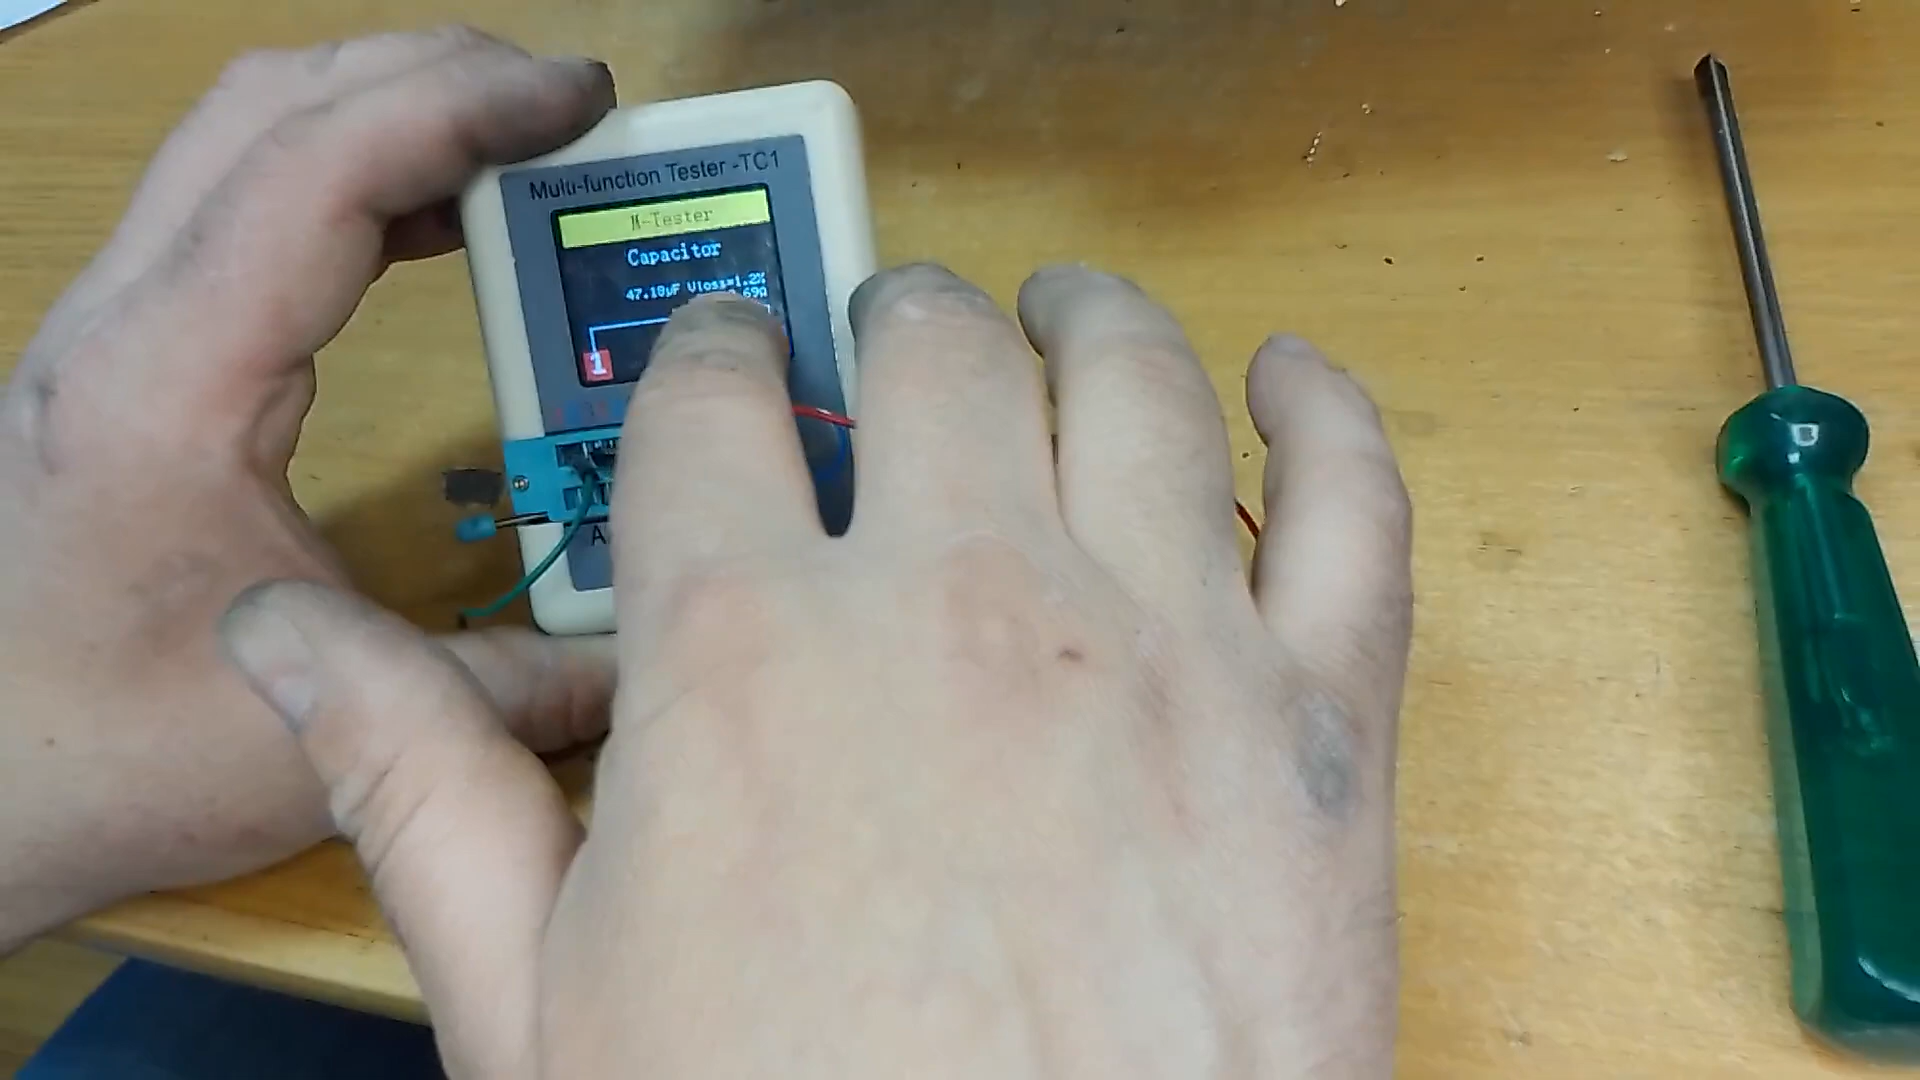 Multi-function Tester -TC1
M-Tester
Capacitor
47.18µF Vloss=1.2%
1